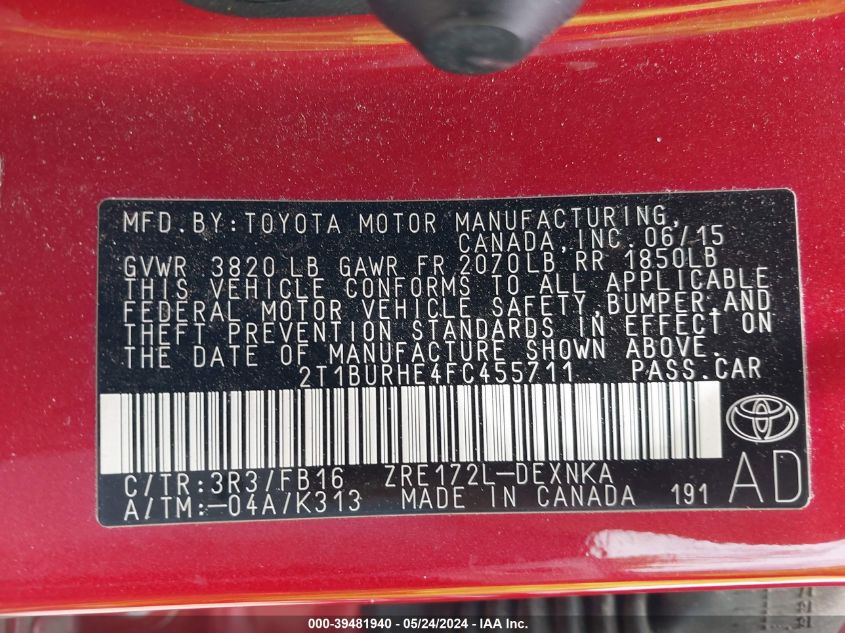 MFD.BY:TOYOTA MOTOR MANUFACTURING,
CANADA,INC. 06/15
GVWR 3820 LB GAWR FR 2070LB RR 1850LB
THIS VEHICLE CONFORMS TO ALL APPLICABLE
FEDERAL MOTOR VEHICLE SAFETY,BUMPER,AND
THEFT PREVENTION STANDARDS IN EFFECT ON
THE DATE OF MANUFACTURE SHOWN ABOVE.
2T1BURHE4FC455711 PASS.CAR
C/TR:3R3/FB16 ZRE172L-DEXNKA
A/TM:-04A/K313 MADE IN CANADA 191 AD
000-39481940 - 05/24/2024 - IAA Inc.